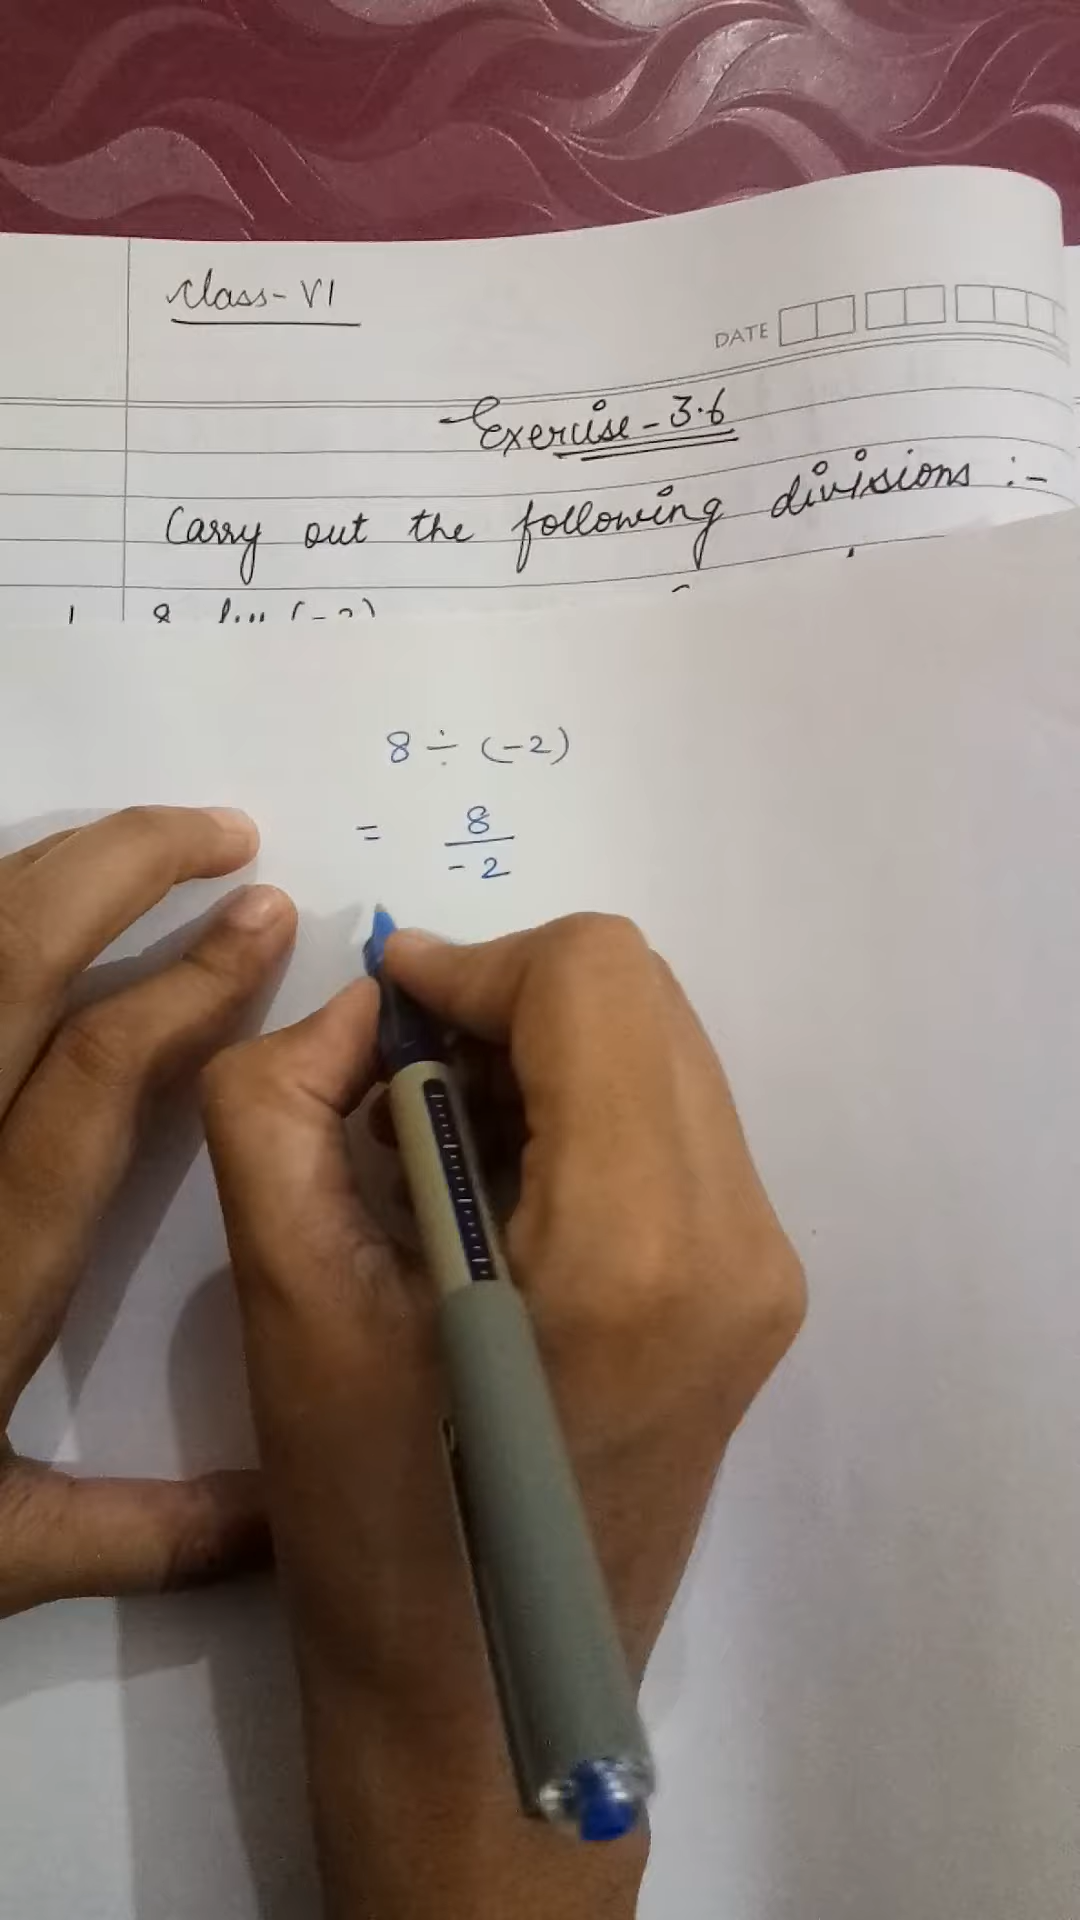 Class-VI
DATE
Exercise-3.6
Carry out the following divisions :-
8 ÷ (-2)
= 8
-2